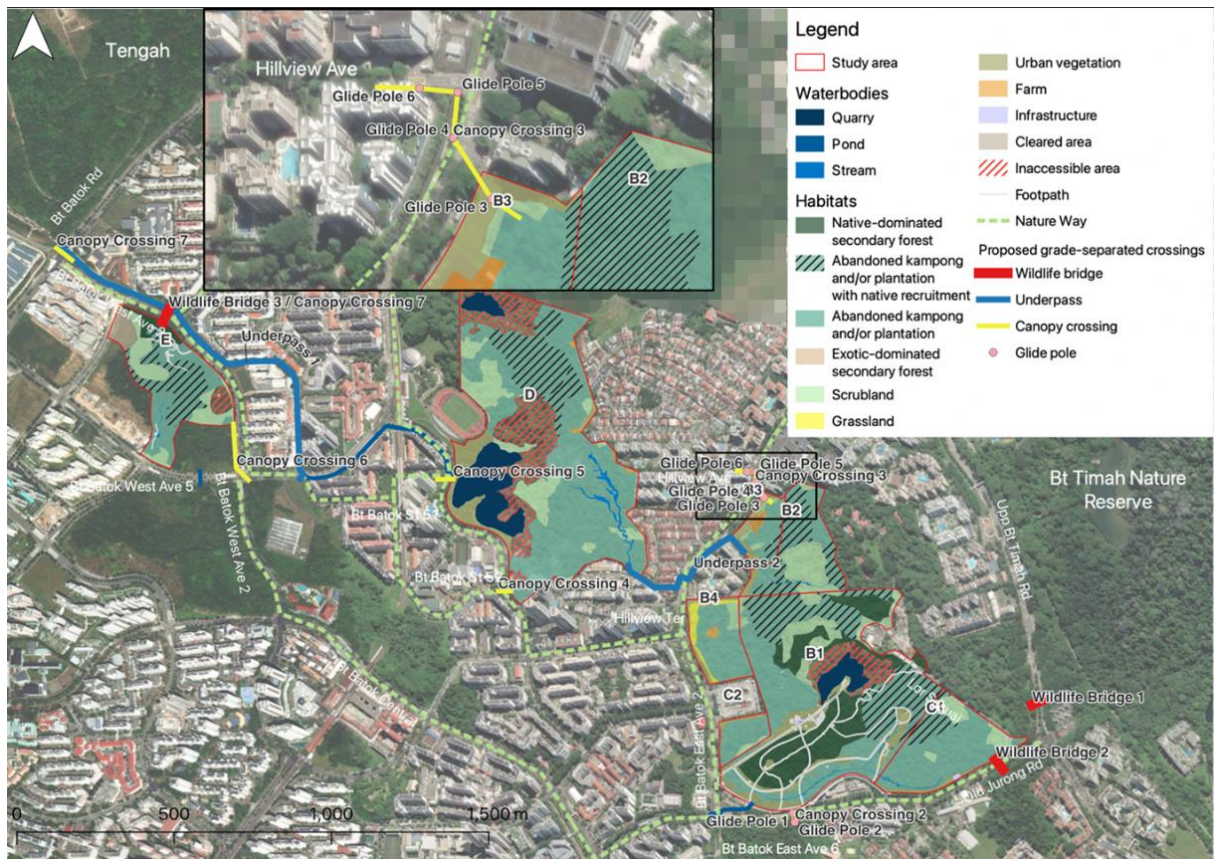 Tengah
Hillview Ave
Glide Pole 6
Glide Pole 5
Glide Pole 4
Canopy Crossing 3
Glide Pole 3
B3
B2
Legend
Study area
Waterbodies
Quarry
Pond
Stream
Habitats
Native-dominated
secondary forest
Abandoned kampong
and/or plantation
with native recruitment
Abandoned kampong
and/or plantation
Exotic-dominated
secondary forest
Scrubland
Grassland
Urban vegetation
Farm
Infrastructure
Cleared area
Inaccessible area
Footpath
Nature Way
Proposed grade-separated crossings
Wildlife bridge
Underpass
Canopy crossing
Glide pole
Bt Batok Rd
Canopy Crossing 7
Wildlife Bridge 3 / Canopy Crossing 7
E
Underpass 1
D
Canopy Crossing 6
Canopy Crossing 5
Glide Pole 6
Glide Pole 5
Hillview Ave
Canopy Crossing 3
Glide Pole 4
Glide Pole 3
B2
Bt Timah Nature
Reserve
Upp Bt Timah Rd
Bt Batok West Ave 5
Bt Batok West Ave 2
Underpass 2
Canopy Crossing 4
B4
Hillview Ter
B1
C2
C1
Wildlife Bridge 1
Wildlife Bridge 2
Old Jurong Rd
Bt Batok Central
Bt Batok East Ave 2
Glide Pole 1
Canopy Crossing 2
Glide Pole 2
Bt Batok East Ave 6
0 500 1,000 1,500 m